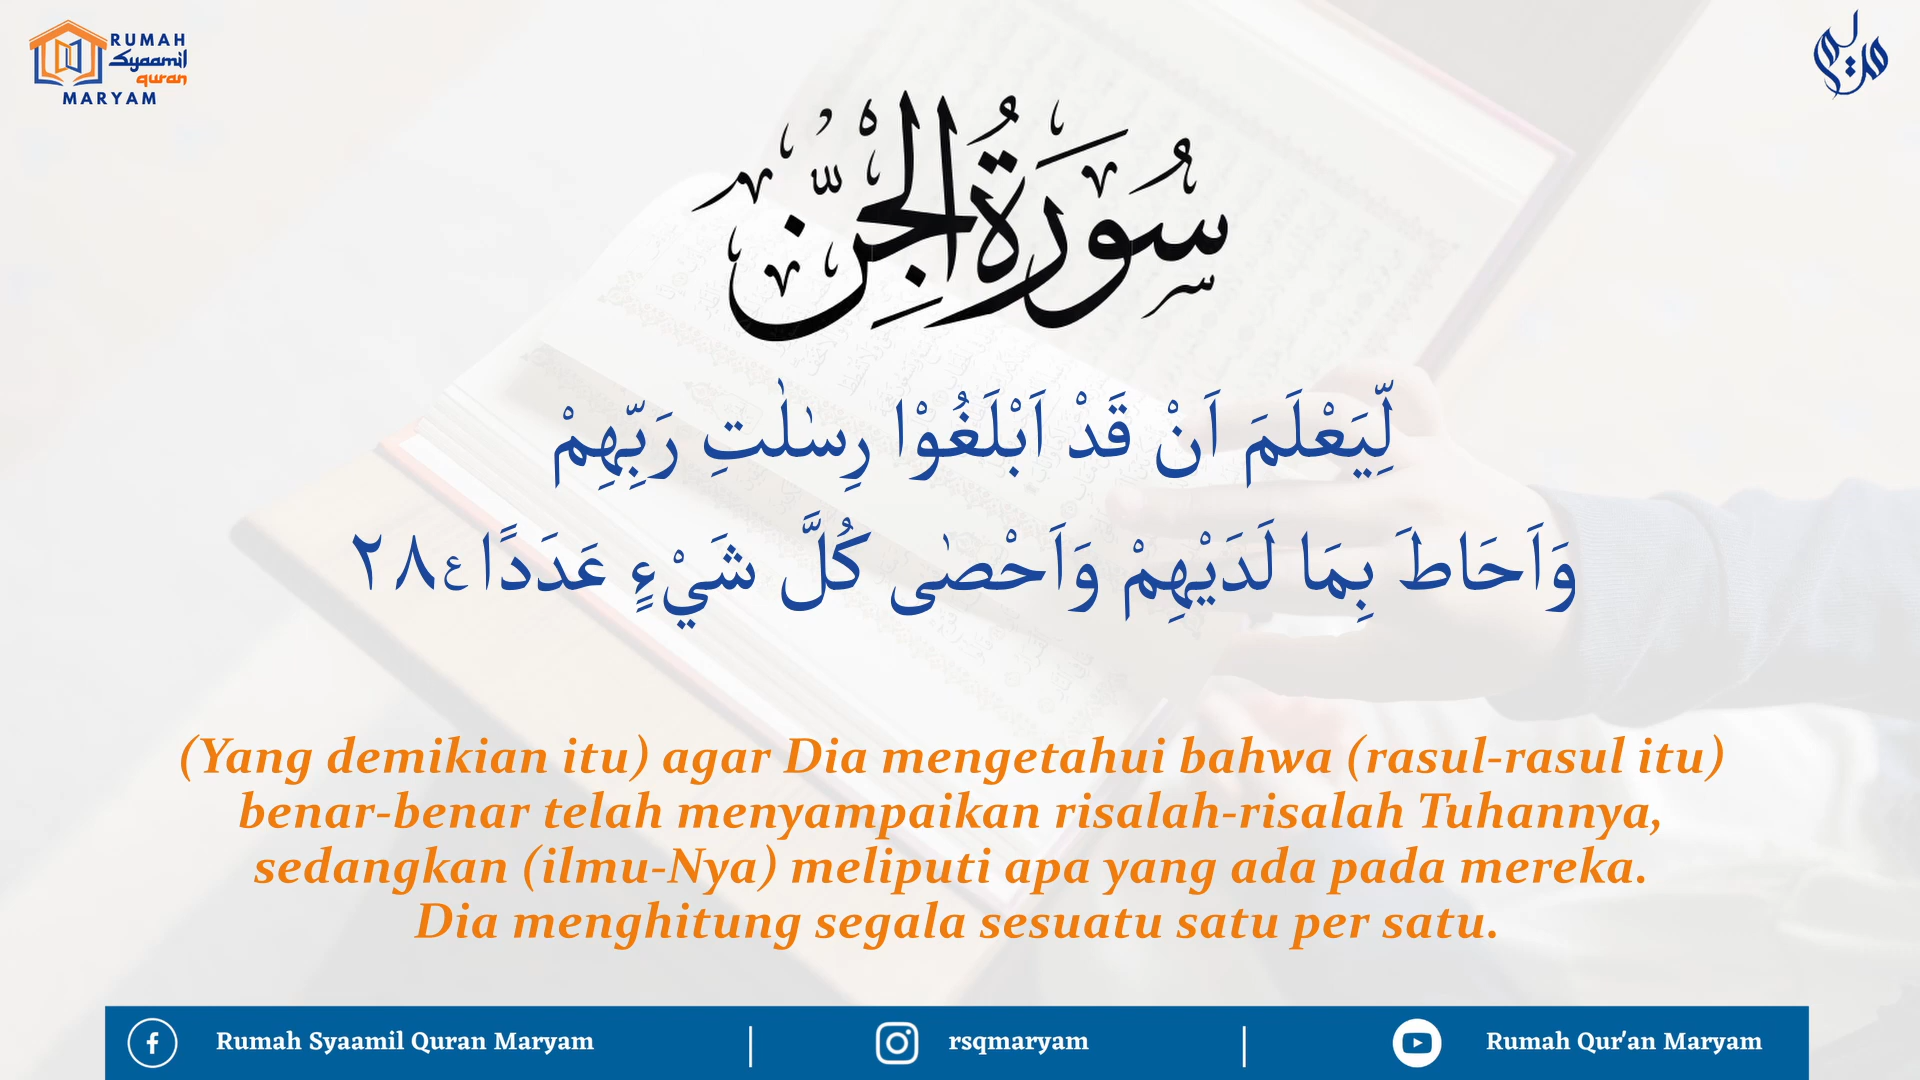 RUMAH
Syaamil
quran
MARYAM
مريم
سُورَةُ الْجِنِّ
لِّيَعْلَمَ اَنْ قَدْ اَبْلَغُوْا رِسٰلٰتِ رَبِّهِمْ
وَاَحَاطَ بِمَا لَدَيْهِمْ وَاَحْصٰى كُلَّ شَيْءٍ عَدَدًا ࣖ ٢٨
(Yang demikian itu) agar Dia mengetahui bahwa (rasul-rasul itu)
benar-benar telah menyampaikan risalah-risalah Tuhannya,
sedangkan (ilmu-Nya) meliputi apa yang ada pada mereka.
Dia menghitung segala sesuatu satu per satu.
Rumah Syaamil Quran Maryam | rsqmaryam | Rumah Qur'an Maryam